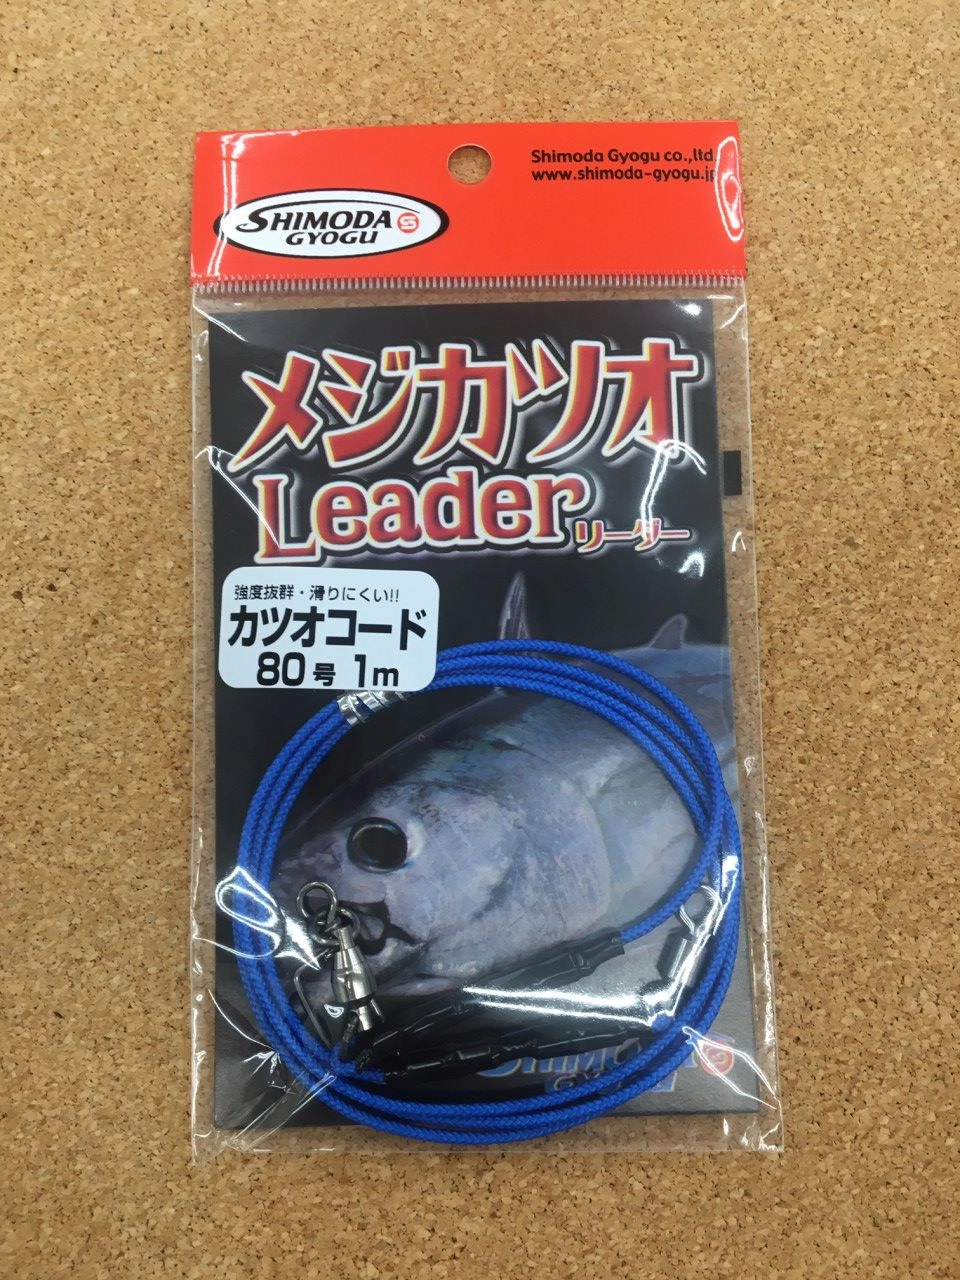 Shimoda Gyogu co.,ltd
www.shimoda-gyogu.jp
SHIMODA S
GYOGU
メジカツオ
Leader リーダー
強度抜群・滑りにくい!!
カツオコード
80号 1m
SHIMODA
GYOGU